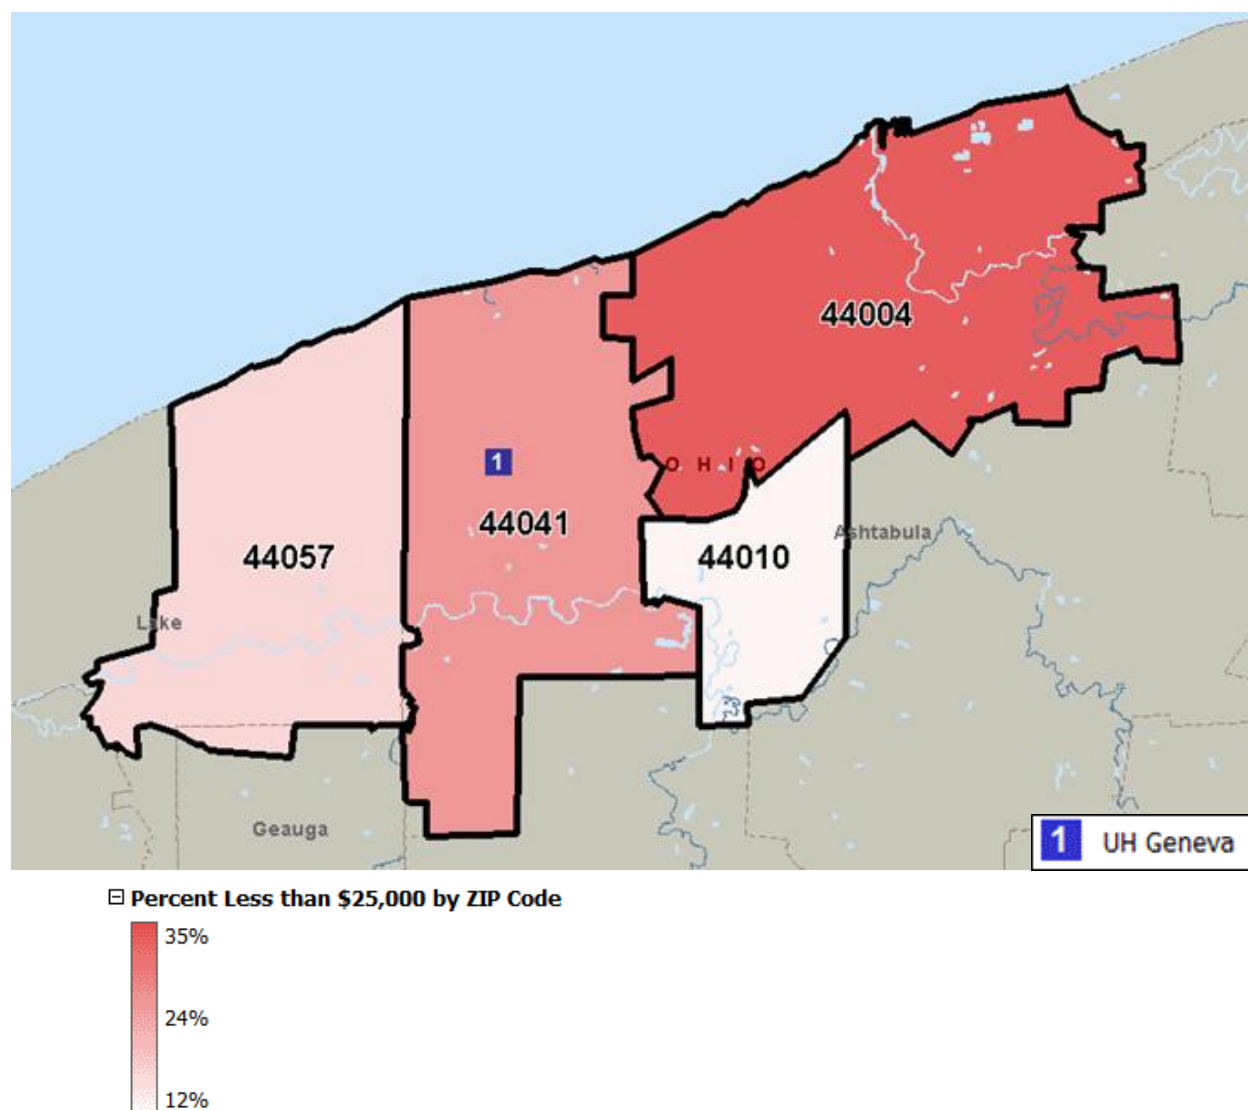 44004
1
O H I O
44041
Ashtabula
44057
44010
Lake
Geauga
1 UH Geneva
Percent Less than $25,000 by ZIP Code
35%
24%
12%